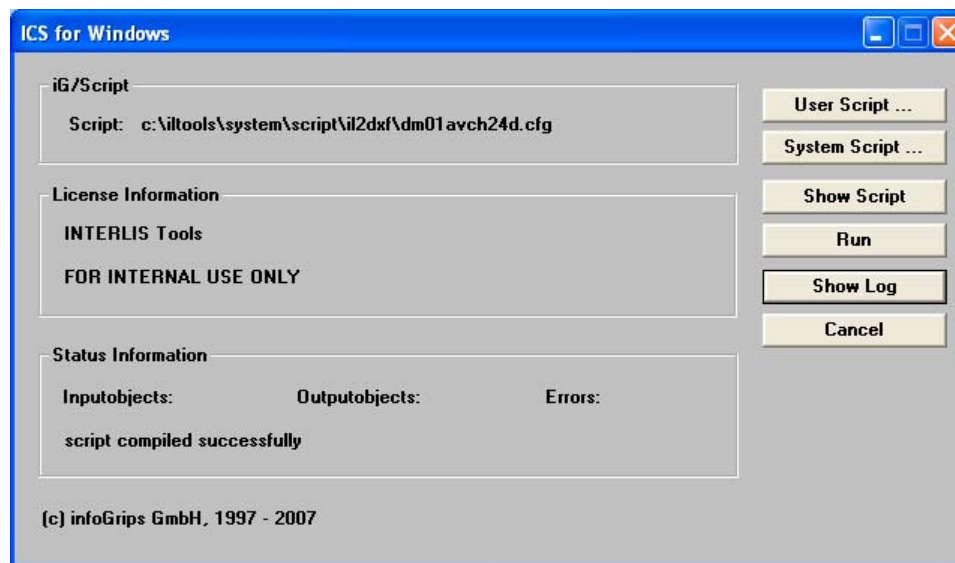 ICS for Windows
iG/Script
Script: c:\iltools\system\script\il2dxf\dm01avch24d.cfg
License Information
INTERLIS Tools
FOR INTERNAL USE ONLY
Status Information
Inputobjects: Outputobjects: Errors:
script compiled successfully
(c) infoGrips GmbH, 1997 - 2007
User Script ...
System Script ...
Show Script
Run
Show Log
Cancel